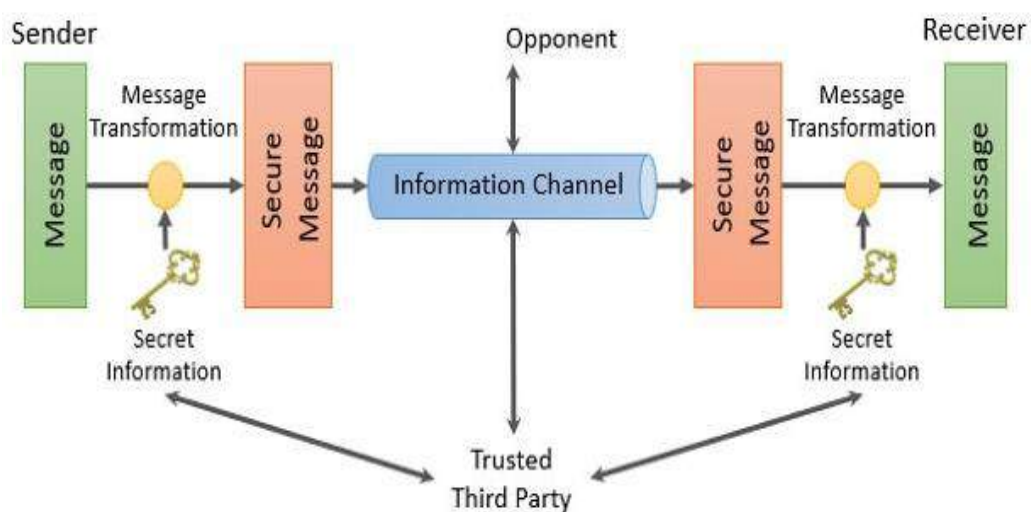 Sender
Message
Message
Transformation
Secure
Message
Secret
Information
Opponent
Information Channel
Trusted
Third Party
Secure
Message
Message
Transformation
Secret
Information
Receiver
Message